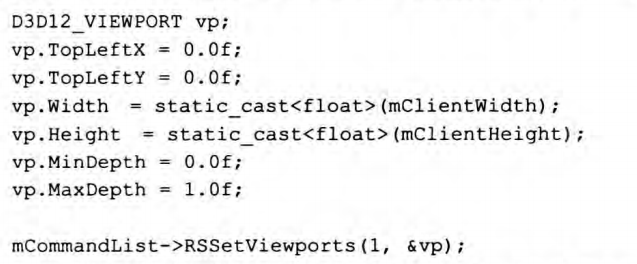 D3D12_VIEWPORT vp;
vp.TopLeftX = 0.0f;
vp.TopLeftY = 0.0f;
vp.Width  = static_cast<float>(mClientWidth);
vp.Height  = static_cast<float>(mClientHeight);
vp.MinDepth = 0.0f;
vp.MaxDepth = 1.0f;

mCommandList->RSSetViewports(1, &vp);